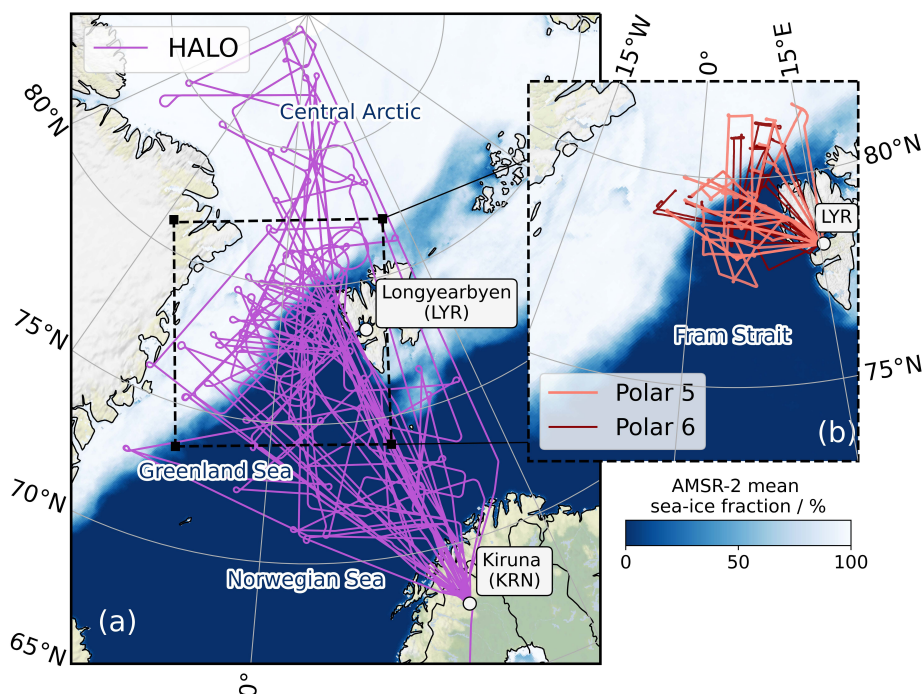 HALO
Central Arctic
Longyearbyen
(LYR)
Greenland Sea
Norwegian Sea
Kiruna
(KRN)
(a)
80°N
75°N
70°N
65°N
0°
15°W
0°
15°E
80°N
75°N
LYR
Fram Strait
Polar 5
Polar 6
(b)
AMSR-2 mean
sea-ice fraction / %
0
50
100